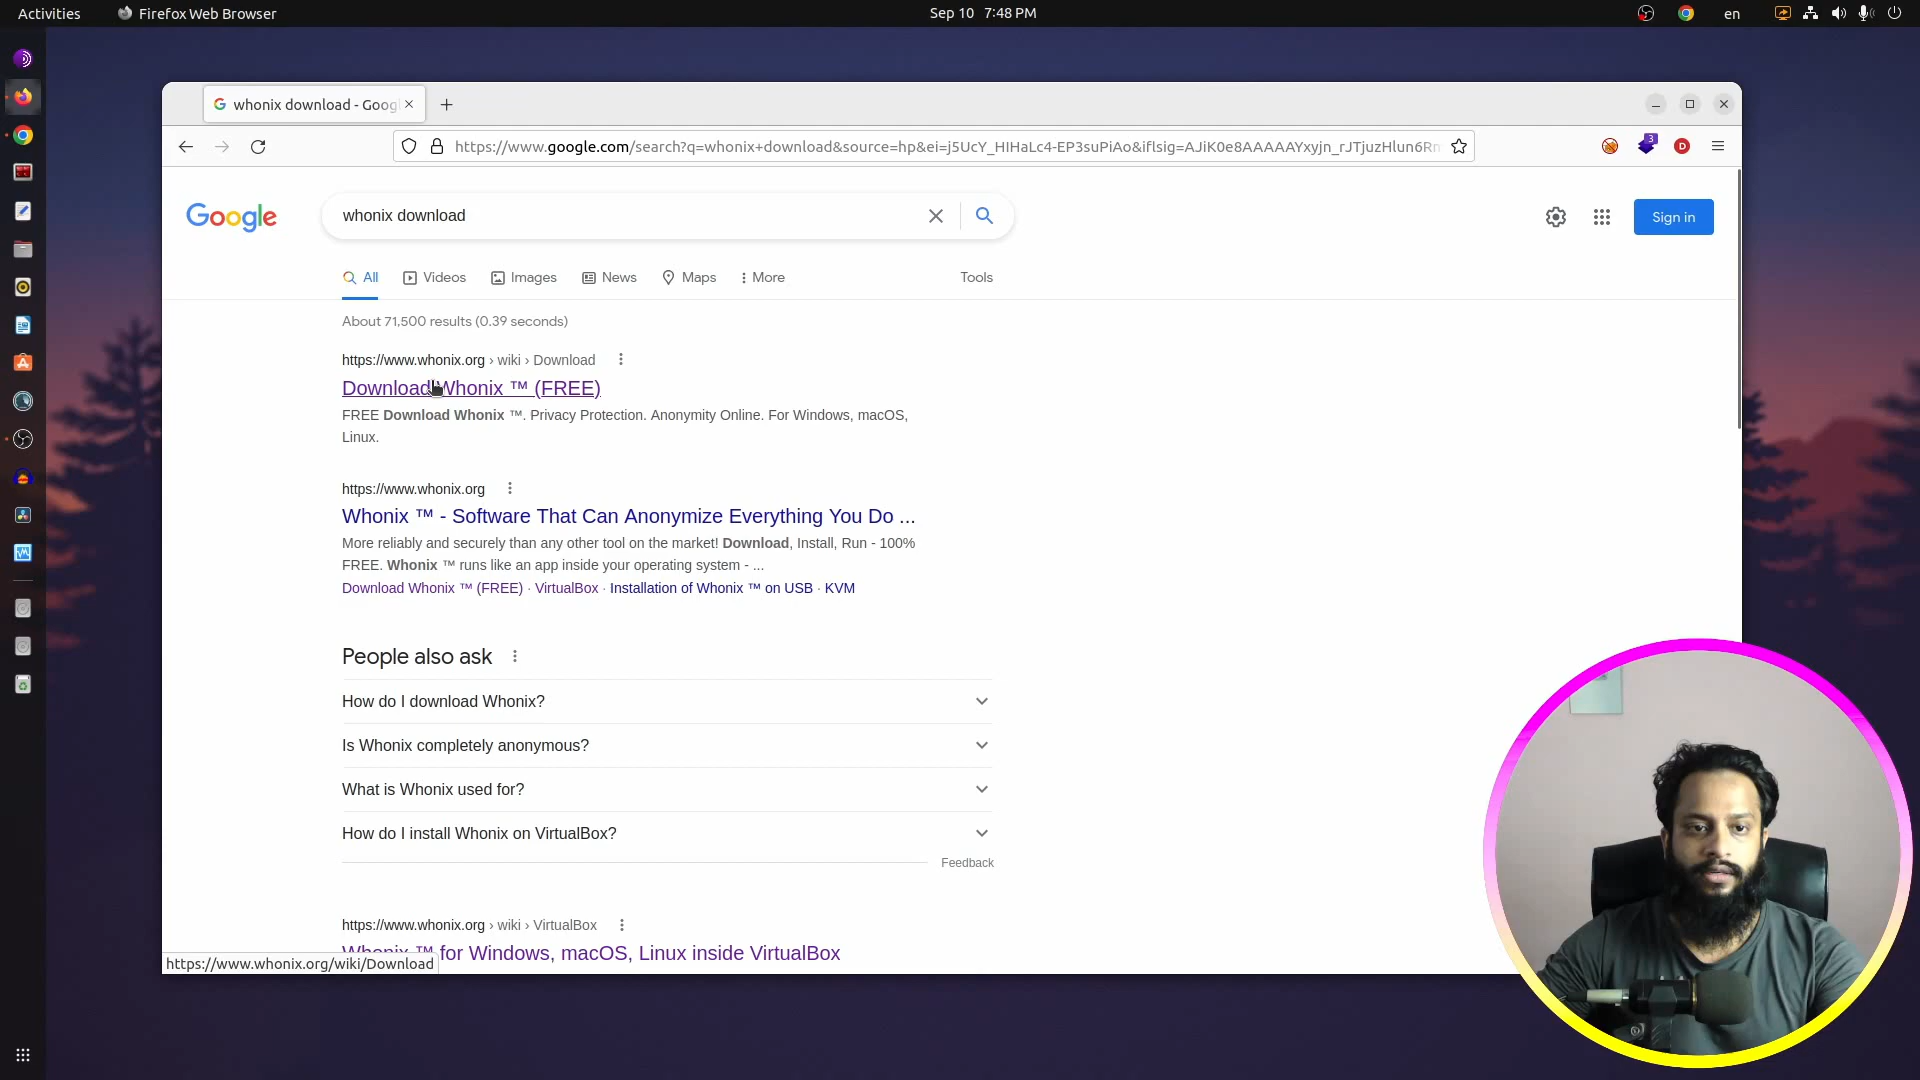 Activities
Firefox Web Browser
Sep 10 7:48 PM
en
whonix download - Goog
https://www.google.com/search?q=whonix+download&source=hp&ei=j5UcY_HIHaLc4-EP3suPiAo&iflsig=AJiK0e8AAAAAYxyjn_rJTjuzHlun6Rn
3
D
Google
whonix download
Sign in
All
Videos
Images
News
Maps
More
Tools
About 71,500 results (0.39 seconds)
https://www.whonix.org › wiki › Download
Download Whonix ™ (FREE)
FREE Download Whonix ™. Privacy Protection. Anonymity Online. For Windows, macOS,
Linux.
https://www.whonix.org
Whonix ™ - Software That Can Anonymize Everything You Do ...
More reliably and securely than any other tool on the market! Download, Install, Run - 100%
FREE. Whonix ™ runs like an app inside your operating system - ...
Download Whonix ™ (FREE) · VirtualBox · Installation of Whonix ™ on USB · KVM
People also ask
How do I download Whonix?
Is Whonix completely anonymous?
What is Whonix used for?
How do I install Whonix on VirtualBox?
Feedback
https://www.whonix.org › wiki › VirtualBox
Whonix ™ for Windows, macOS, Linux inside VirtualBox
https://www.whonix.org/wiki/Download